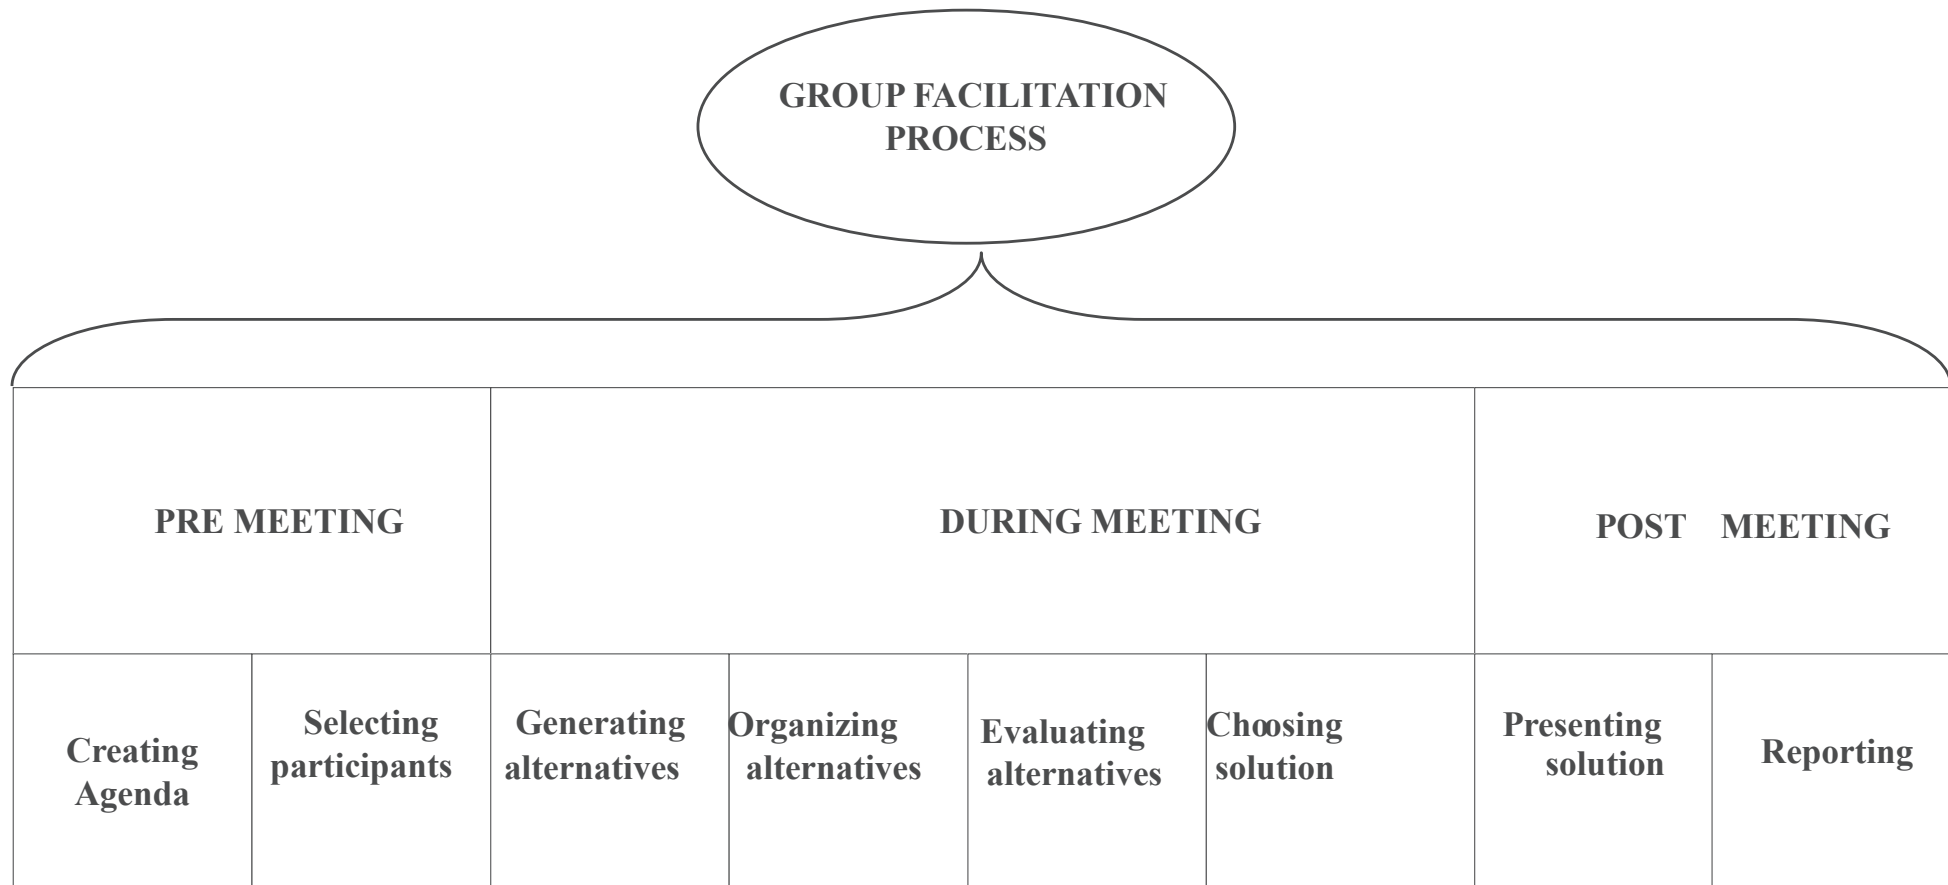 GROUP FACILITATION
PROCESS
PRE MEETING
DURING MEETING
POST MEETING
Creating
Agenda
Selecting
participants
Generating
alternatives
Organizing
alternatives
Evaluating
alternatives
Choosing
solution
Presenting
solution
Reporting